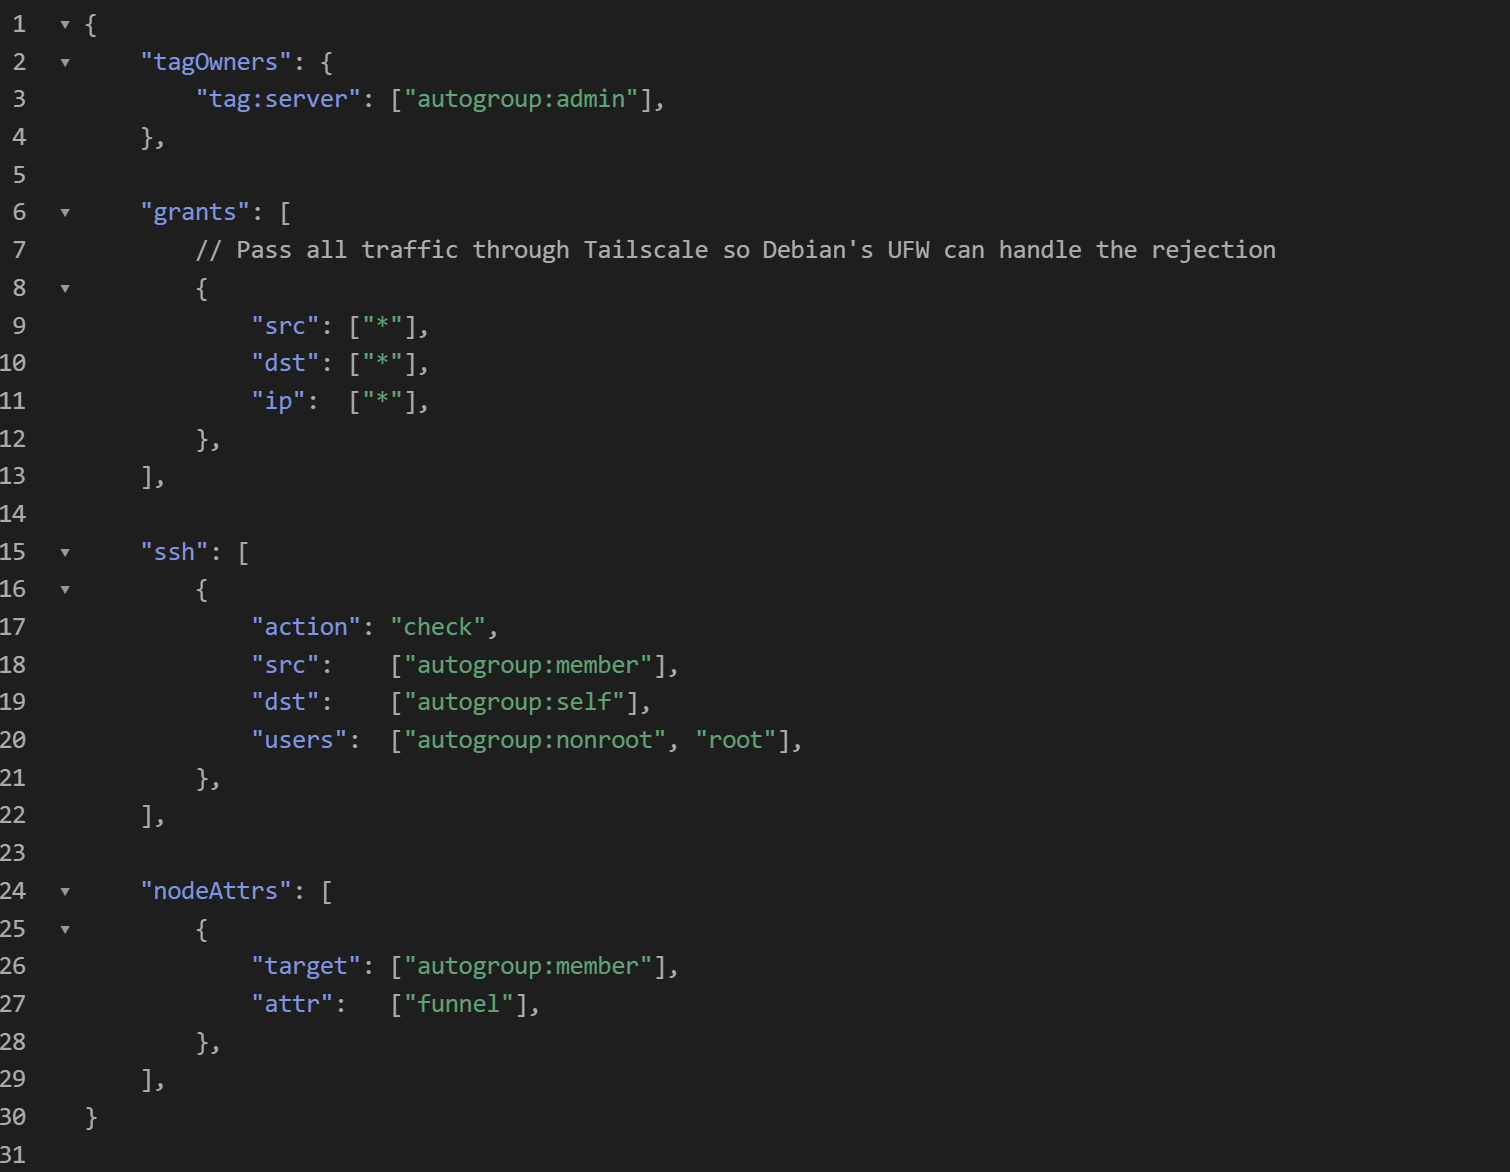 1 ▾ {
2 ▾     "tagOwners": {
3             "tag:server": ["autogroup:admin"],
4         },
5
6 ▾     "grants": [
7             // Pass all traffic through Tailscale so Debian's UFW can handle the rejection
8 ▾         {
9                 "src": ["*"],
10                "dst": ["*"],
11                "ip":  ["*"],
12            },
13        ],
14
15 ▾    "ssh": [
16 ▾        {
17                "action": "check",
18                "src":    ["autogroup:member"],
19                "dst":    ["autogroup:self"],
20                "users":  ["autogroup:nonroot", "root"],
21            },
22        ],
23
24 ▾    "nodeAttrs": [
25 ▾        {
26                "target": ["autogroup:member"],
27                "attr":   ["funnel"],
28            },
29        ],
30   }
31